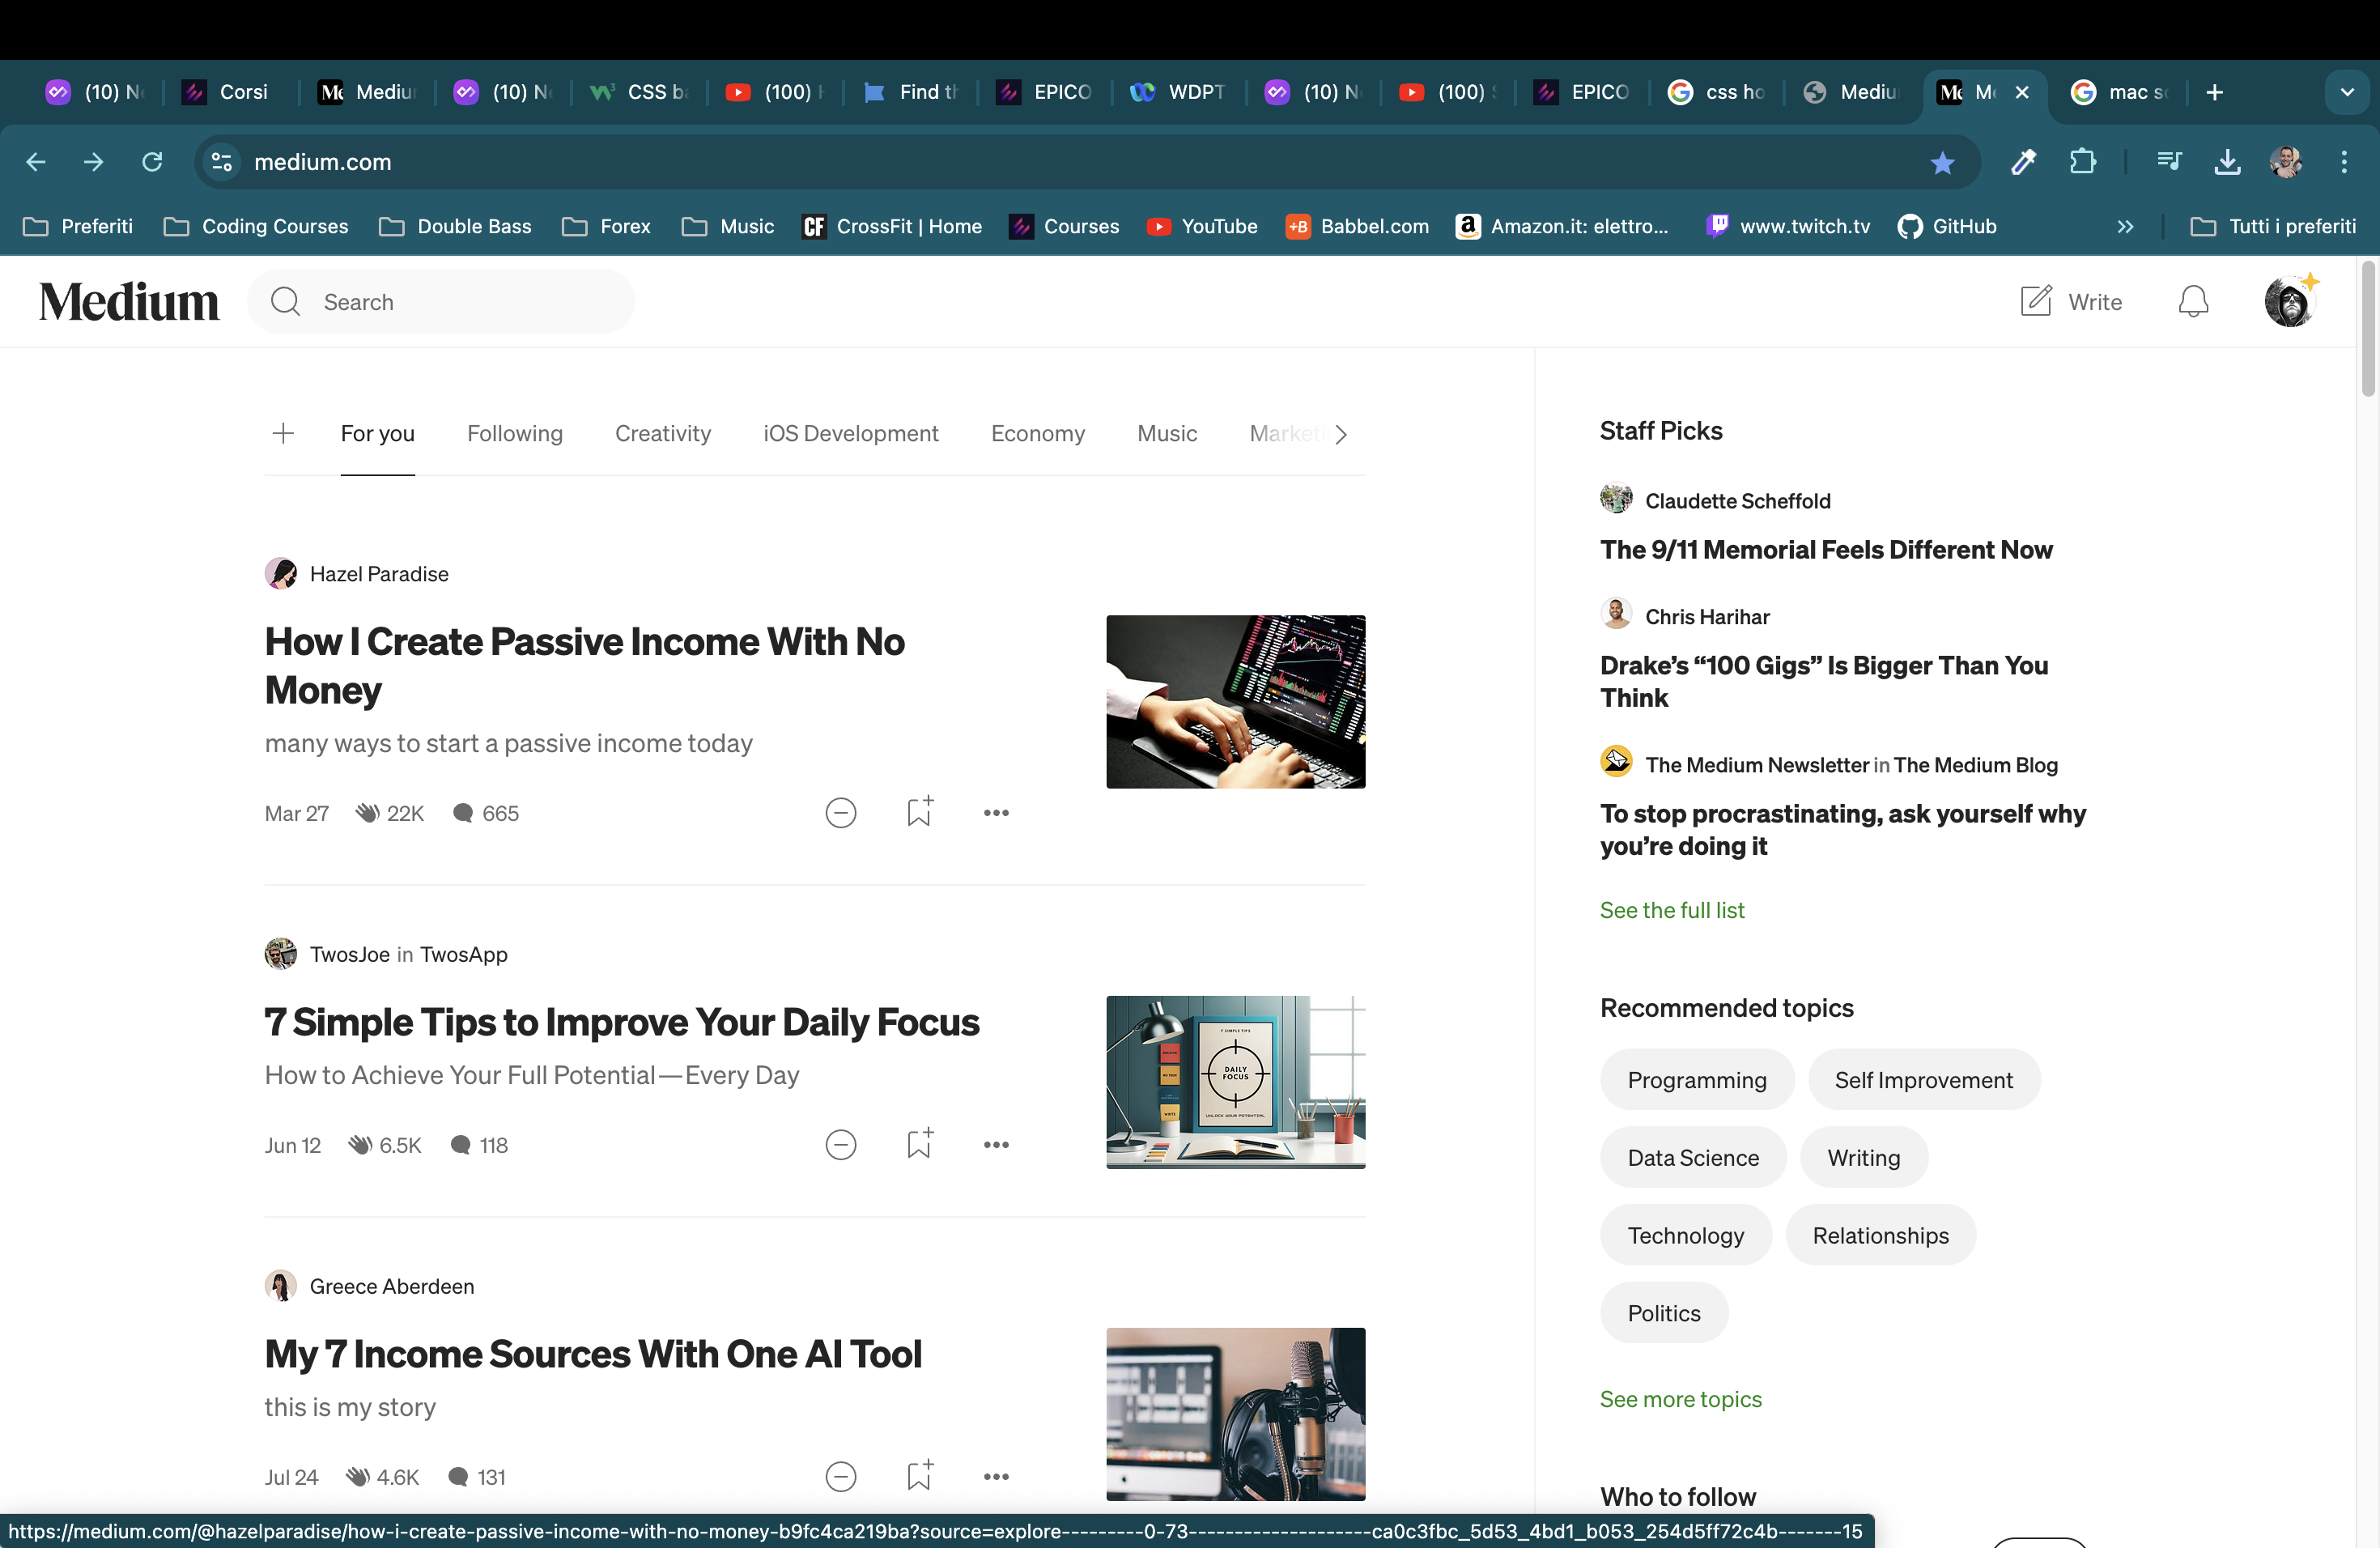 (10) N
Corsi
Mediu
(10) N
CSS ba
(100)
Find th
EPICO
WDPT
(10) N
(100)
EPICO
css ho
Mediu
M
mac s
medium.com
Preferiti
Coding Courses
Double Bass
Forex
Music
CrossFit | Home
Courses
YouTube
Babbel.com
Amazon.it: elettro...
www.twitch.tv
GitHub
Tutti i preferiti
Medium
Search
Write
For you
Following
Creativity
iOS Development
Economy
Music
Marketi
Hazel Paradise
How I Create Passive Income With No
Money
many ways to start a passive income today
Mar 27
22K
665
TwosJoe in TwosApp
7 Simple Tips to Improve Your Daily Focus
How to Achieve Your Full Potential — Every Day
Jun 12
6.5K
118
7 SIMPLE TIPS
DAILY
FOCUS
UNLOCK YOUR POTENTIAL
Greece Aberdeen
My 7 Income Sources With One AI Tool
this is my story
Jul 24
4.6K
131
Staff Picks
Claudette Scheffold
The 9/11 Memorial Feels Different Now
Chris Harihar
Drake’s “100 Gigs” Is Bigger Than You
Think
The Medium Newsletter in The Medium Blog
To stop procrastinating, ask yourself why
you’re doing it
See the full list
Recommended topics
Programming
Self Improvement
Data Science
Writing
Technology
Relationships
Politics
See more topics
Who to follow
https://medium.com/@hazelparadise/how-i-create-passive-income-with-no-money-b9fc4ca219ba?source=explore---------0-73--------------------ca0c3fbc_5d53_4bd1_b053_254d5ff72c4b-------15